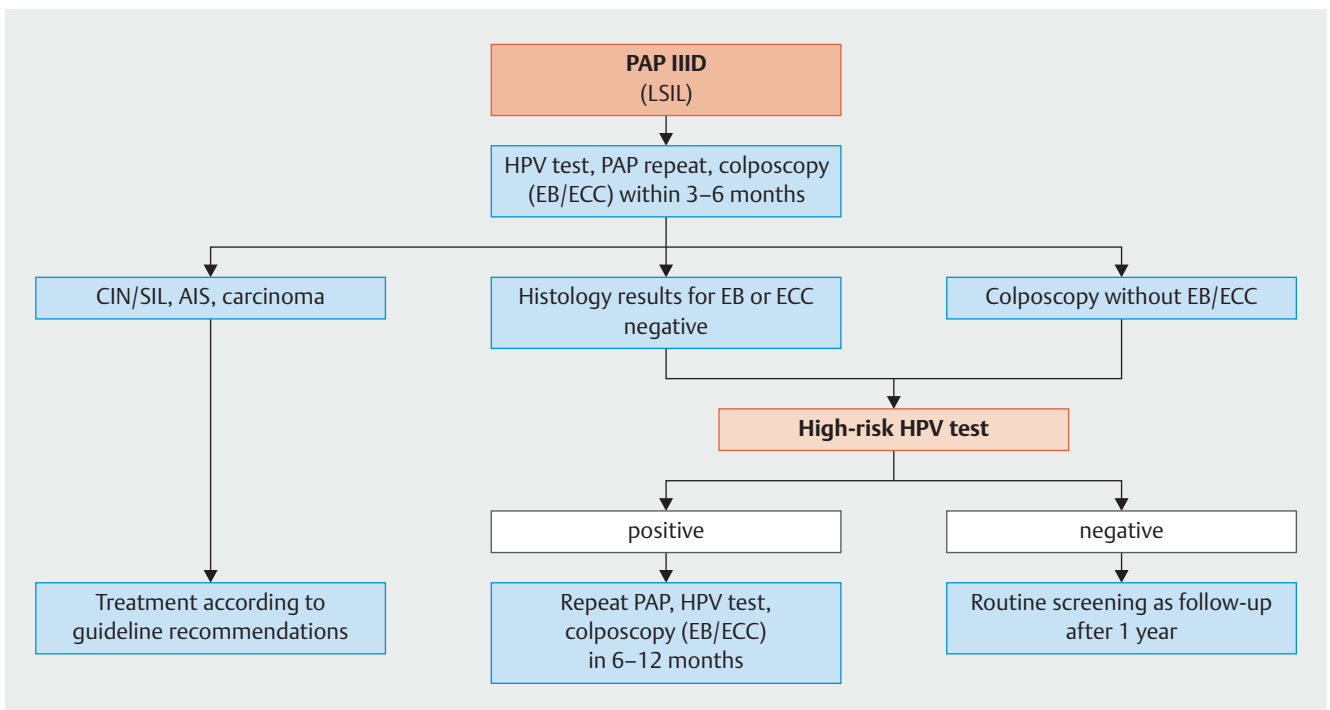 PAP IIID
(LSIL)
HPV test, PAP repeat, colposcopy
(EB/ECC) within 3–6 months
CIN/SIL, AIS, carcinoma
Histology results for EB or ECC
negative
Colposcopy without EB/ECC
High-risk HPV test
positive
negative
Treatment according to
guideline recommendations
Repeat PAP, HPV test,
colposcopy (EB/ECC)
in 6–12 months
Routine screening as follow-up
after 1 year